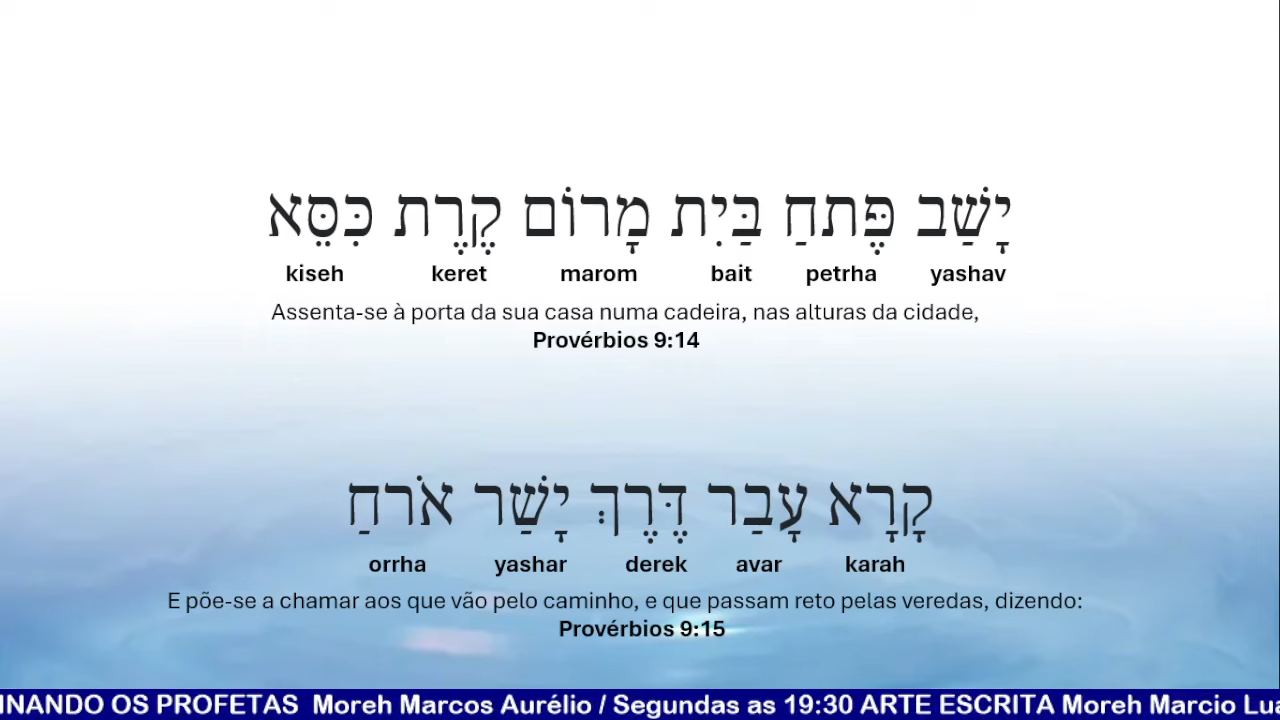 יָשַׁב פֶּתחַ בַּיִת מָרוֹם קֶרֶת כִּסֵּא
kiseh keret marom bait petrha yashav
Assenta-se à porta da sua casa numa cadeira, nas alturas da cidade,
Provérbios 9:14
קָרָא עָבַר דֶּרֶךְ יָשַׁר אֹרחַ
orrha yashar derek avar karah
E põe-se a chamar aos que vão pelo caminho, e que passam reto pelas veredas, dizendo:
Provérbios 9:15
INANDO OS PROFETAS Moreh Marcos Aurélio / Segundas as 19:30 ARTE ESCRITA Moreh Marcio Lua